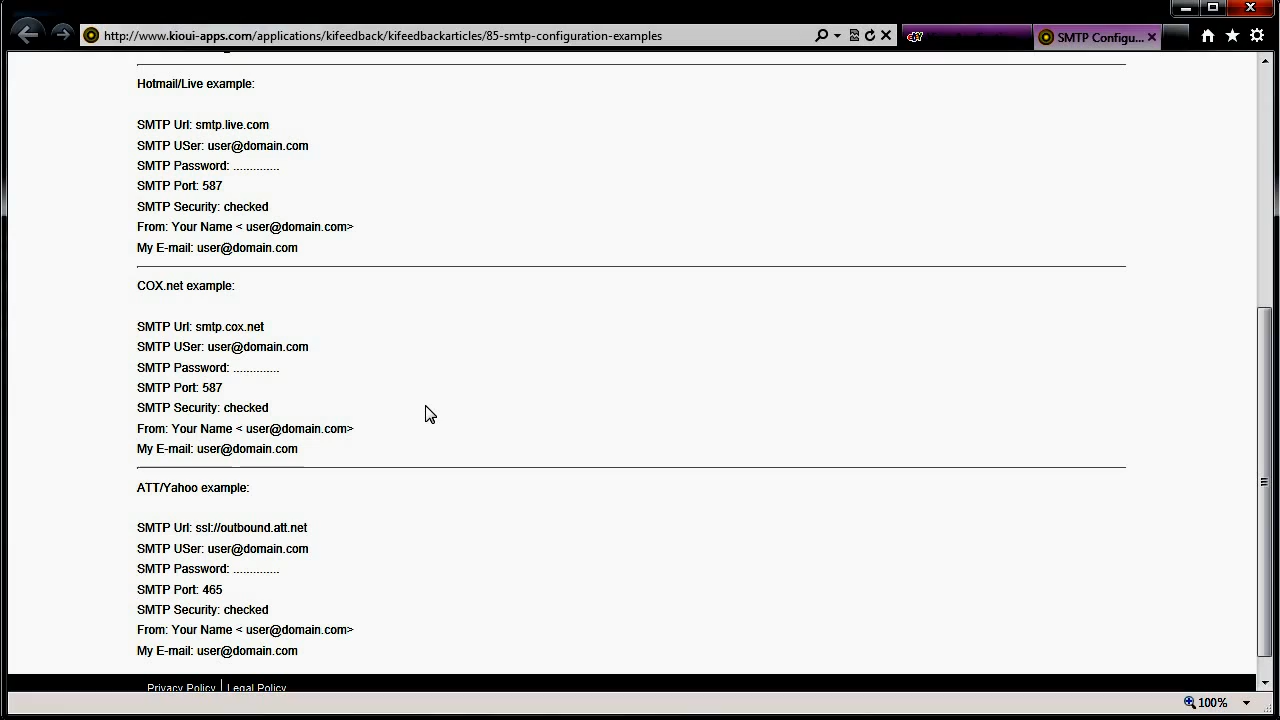 http://www.kioui-apps.com/applications/kifeedback/kifeedbackarticles/85-smtp-configuration-examples
SMTP Configu...
Hotmail/Live example:
SMTP Url: smtp.live.com
SMTP USer: user@domain.com
SMTP Password: ..............
SMTP Port: 587
SMTP Security: checked
From: Your Name < user@domain.com>
My E-mail: user@domain.com
COX.net example:
SMTP Url: smtp.cox.net
SMTP USer: user@domain.com
SMTP Password: ..............
SMTP Port: 587
SMTP Security: checked
From: Your Name < user@domain.com>
My E-mail: user@domain.com
ATT/Yahoo example:
SMTP Url: ssl://outbound.att.net
SMTP USer: user@domain.com
SMTP Password: ..............
SMTP Port: 465
SMTP Security: checked
From: Your Name < user@domain.com>
My E-mail: user@domain.com
Privacy Policy | Legal Policy
100%